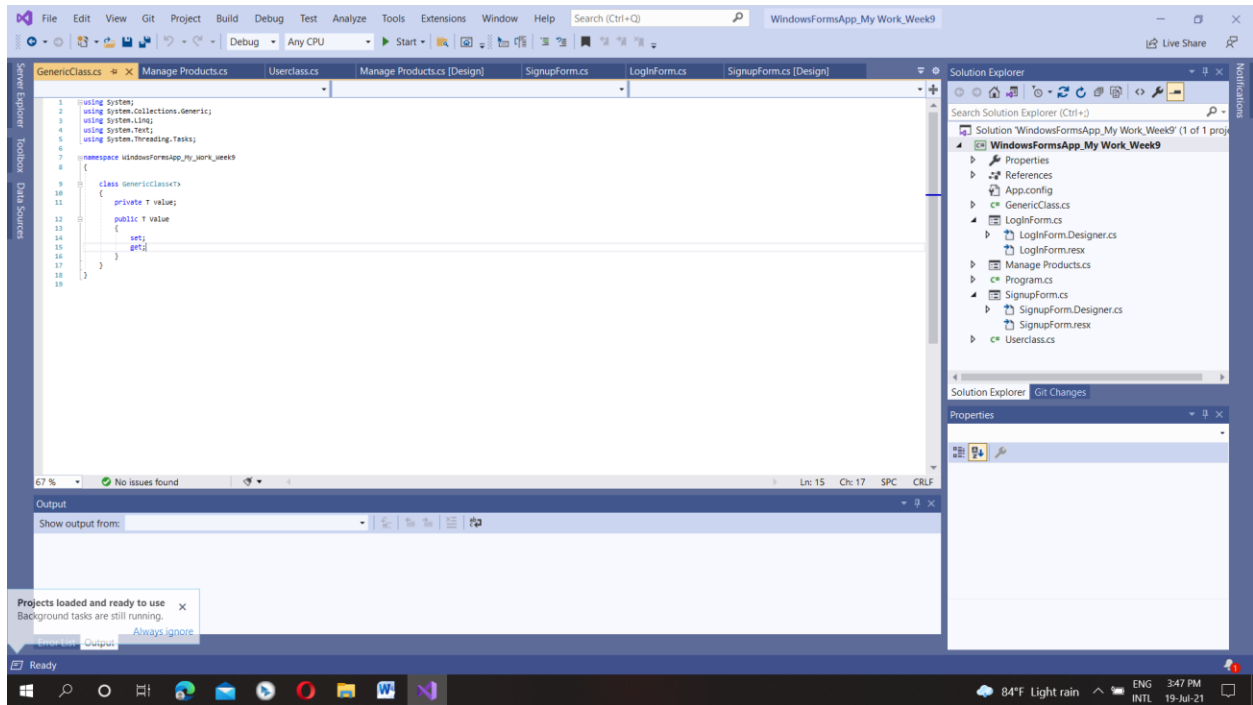 File Edit View Git Project Build Debug Test Analyze Tools Extensions Window Help Search (Ctrl+Q) WindowsFormsApp_My Work_Week9
Debug Any CPU Start Live Share
GenericClass.cs Manage Products.cs Userclass.cs Manage Products.cs [Design] SignupForm.cs LogInForm.cs SignupForm.cs [Design]
Server Explorer
Toolbox
Data Sources
1 using System;
2 using System.Collections.Generic;
3 using System.Linq;
4 using System.Text;
5 using System.Threading.Tasks;
6
7 namespace WindowsFormsApp_My_Work_Week9
8 {
9 class GenericClass<T>
10 {
11 private T value;
12 public T Value
13 {
14 set;
15 get;
16 }
17 }
18 }
19
67 % No issues found Ln: 15 Ch: 17 SPC CRLF
Output
Show output from:
Projects loaded and ready to use
Background tasks are still running.
Always ignore
Error List Output
Solution Explorer
Search Solution Explorer (Ctrl+;)
Solution 'WindowsFormsApp_My Work_Week9' (1 of 1 proje
WindowsFormsApp_My Work_Week9
Properties
References
App.config
C# GenericClass.cs
LogInForm.cs
LogInForm.Designer.cs
LogInForm.resx
Manage Products.cs
C# Program.cs
SignupForm.cs
SignupForm.Designer.cs
SignupForm.resx
C# Userclass.cs
Solution Explorer Git Changes
Properties
Notifications
Ready 1
84°F Light rain ENG 3:47 PM
INTL 19-Jul-21